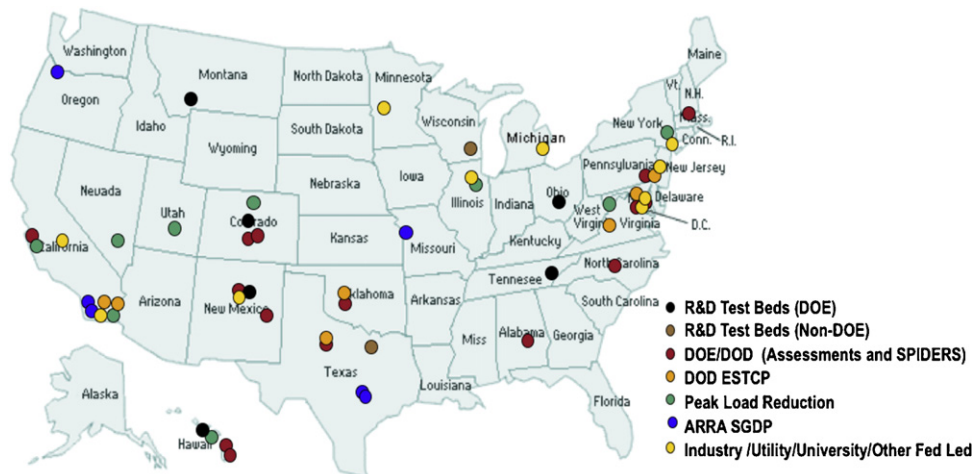 Washington
Maine
Montana
North Dakota
Minnesota
Vt.
N.H.
Oregon
Idaho
South Dakota
Wisconsin
Michigan
New York
Mass.
R.I.
Conn.
Wyoming
Iowa
Pennsylvania
New Jersey
Nevada
Utah
Nebraska
Illinois
Indiana
Ohio
Delaware
Colorado
West
Virginia
Virginia
D.C.
California
Kansas
Missouri
Kentucky
North Carolina
Tennesee
Arizona
New Mexico
Oklahoma
Arkansas
South Carolina
Miss
Alabama
Georgia
Texas
Louisiana
Florida
Alaska
Hawaii
R&D Test Beds (DOE)
R&D Test Beds (Non-DOE)
DOE/DOD (Assessments and SPIDERS)
DOD ESTCP
Peak Load Reduction
ARRA SGDP
Industry /Utility/University/Other Fed Led